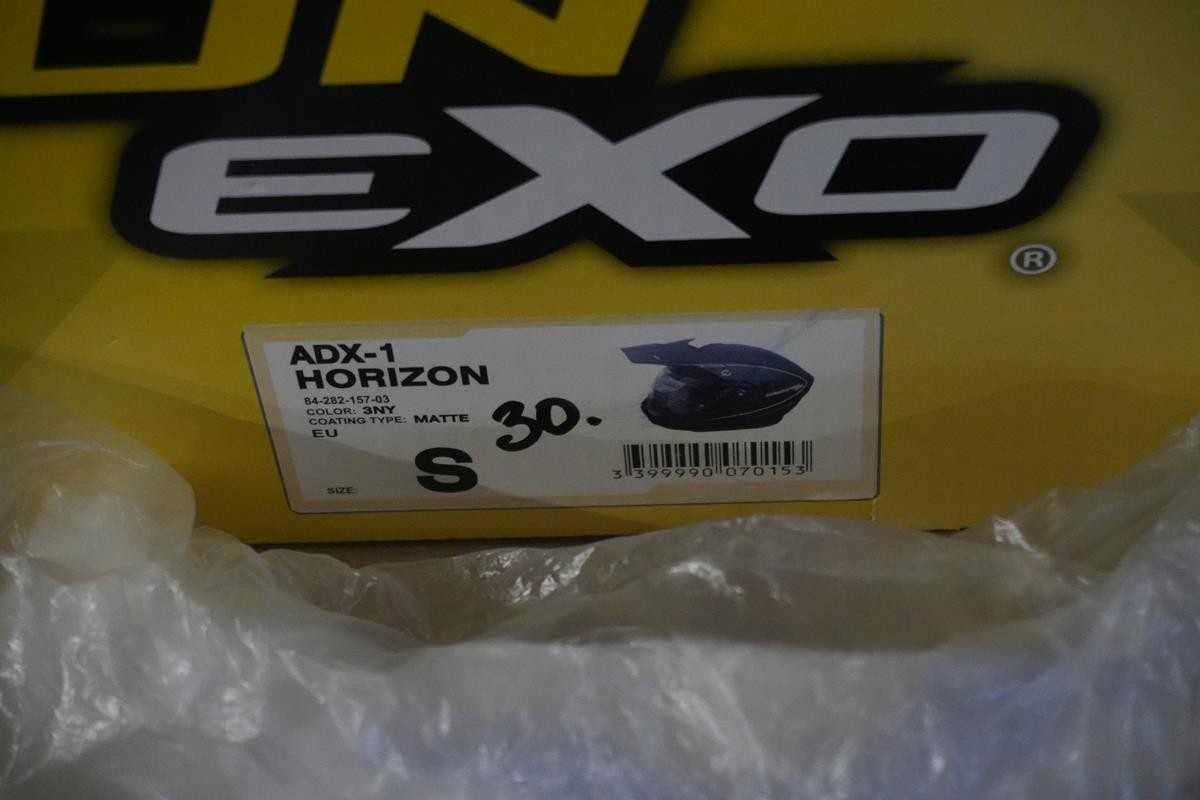 ON
EXO
®
ADX-1
HORIZON
84-282-157-03
COLOR: 3NY
COATING TYPE: MATTE
EU
30.
SIZE: S
3 399990 070153